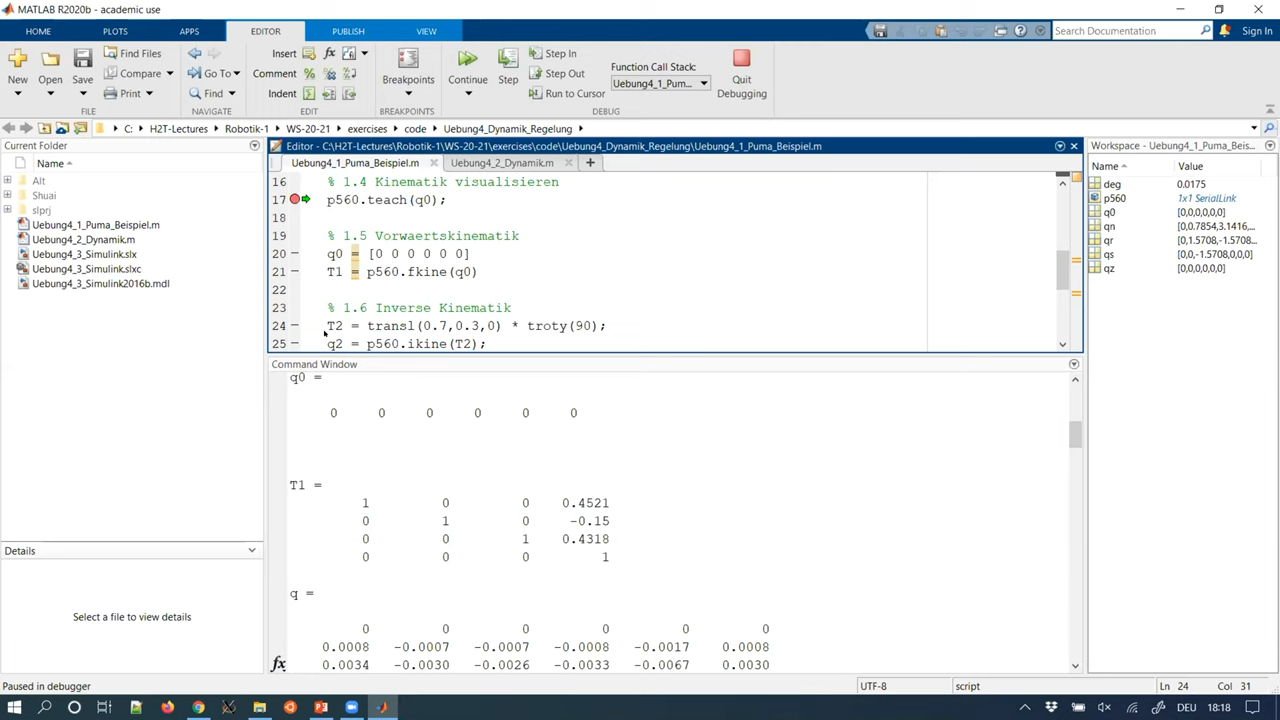 MATLAB R2020b - academic use
HOME PLOTS APPS EDITOR PUBLISH VIEW
Search Documentation
Sign In
New Open Save
Find Files
Compare
Print
Go To
Find
Insert
Comment
Indent
Breakpoints
Continue
Step
Step In
Step Out
Run to Cursor
Function Call Stack:
Uebung4_1_Pum...
Quit
Debugging
FILE NAVIGATE EDIT BREAKPOINTS DEBUG
C: H2T-Lectures Robotik-1 WS-20-21 exercises code Uebung4_Dynamik_Regelung
Current Folder
Name
Alt
Shuai
slprj
Uebung4_1_Puma_Beispiel.m
Uebung4_2_Dynamik.m
Uebung4_3_Simulink.slx
Uebung4_3_Simulink.slxc
Uebung4_3_Simulink2016b.mdl
Details
Select a file to view details
Editor - C:\H2T-Lectures\Robotik-1\WS-20-21\exercises\code\Uebung4_Dynamik_Regelung\Uebung4_1_Puma_Beispiel.m
Uebung4_1_Puma_Beispiel.m Uebung4_2_Dynamik.m
16 % 1.4 Kinematik visualisieren
17 p560.teach(q0);
18
19 % 1.5 Vorwaertskinematik
20 q0 = [0 0 0 0 0 0]
21 T1 = p560.fkine(q0)
22
23 % 1.6 Inverse Kinematik
24 T2 = transl(0.7,0.3,0) * troty(90);
25 q2 = p560.ikine(T2);
Command Window
q0 =
0 0 0 0 0 0
T1 =
1 0 0 0.4521
0 1 0 -0.15
0 0 1 0.4318
0 0 0 1
q =
0 0 0 0 0 0
0.0008 -0.0007 -0.0007 -0.0008 -0.0017 0.0008
0.0034 -0.0030 -0.0026 -0.0033 -0.0067 0.0030
fx
Workspace - Uebung4_1_Puma_Beispiel...
Name Value
deg 0.0175
p560 1x1 SerialLink
q0 [0,0,0,0,0,0]
qn [0,0.7854,3.1416,...
qr [0,1.5708,-1.5708,...
qs [0,0,-1.5708,0,0,0]
qz [0,0,0,0,0,0]
Paused in debugger
UTF-8
script
Ln 24 Col 31
DEU 18:18